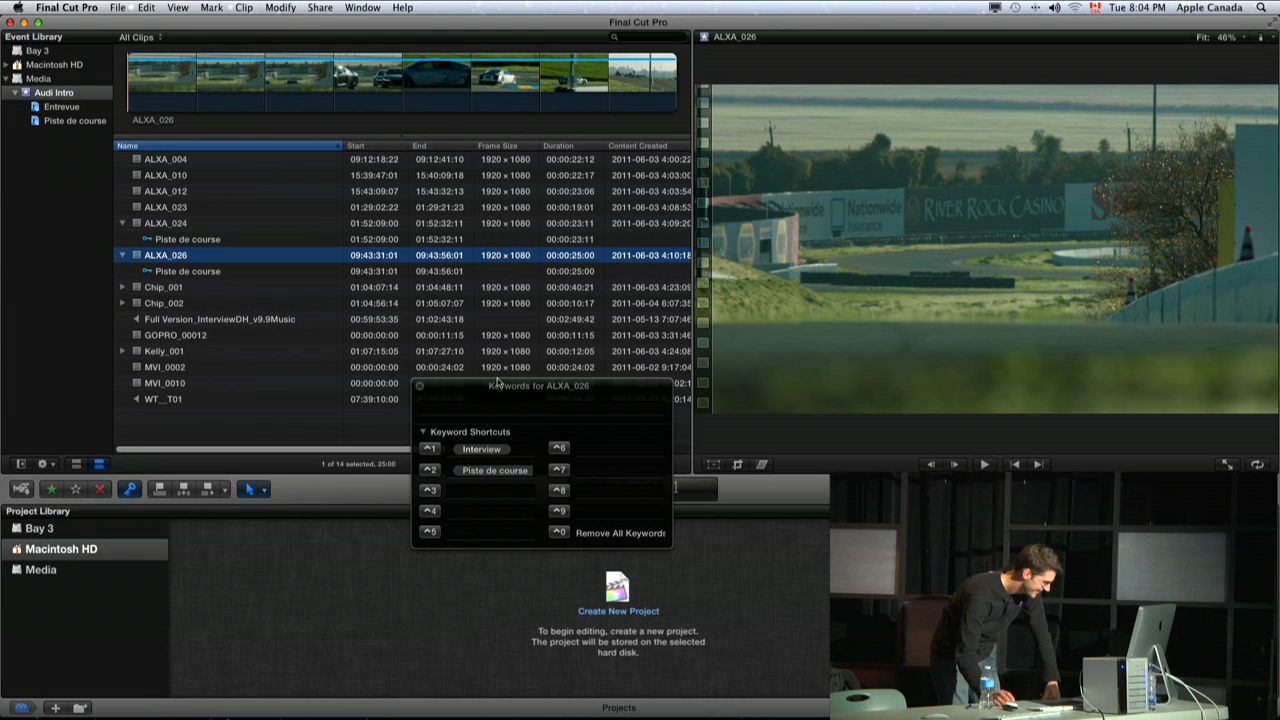 Final Cut Pro File Edit View Mark Clip Modify Share Window Help Tue 8:04 PM Apple Canada
Final Cut Pro
Event Library
Bay 3
Macintosh HD
Media
Audi Intro
Entrevue
Piste de course
All Clips
ALXA_026
Name Start End Frame Size Duration Content Created
ALXA_004 09:12:18:22 09:12:41:10 1920 × 1080 00:00:22:12 2011-06-03 4:00:22
ALXA_010 15:39:47:01 15:40:09:18 1920 × 1080 00:00:22:17 2011-06-03 4:03:00
ALXA_012 15:43:09:07 15:43:32:13 1920 × 1080 00:00:23:06 2011-06-03 4:03:54
ALXA_023 01:29:02:22 01:29:21:23 1920 × 1080 00:00:19:01 2011-06-03 4:08:53
ALXA_024 01:52:09:00 01:52:32:11 1920 × 1080 00:00:23:11 2011-06-03 4:09:20
Piste de course 01:52:09:00 01:52:32:11 00:00:23:11
ALXA_026 09:43:31:01 09:43:56:01 1920 × 1080 00:00:25:00 2011-06-03 4:10:18
Piste de course 09:43:31:01 09:43:56:01 00:00:25:00
Chip_001 01:04:07:14 01:04:48:11 1920 × 1080 00:00:40:21 2011-06-03 4:23:09
Chip_002 01:04:56:14 01:05:07:07 1920 × 1080 00:00:10:17 2011-06-04 6:07:35
Full Version_InterviewDH_v9.9Music 00:59:53:35 01:02:43:18 00:02:49:42 2011-05-13 7:07:46
GOPRO_00012 00:00:00:00 00:00:11:15 1920 × 1080 00:00:11:15 2011-06-03 3:31:46
Kelly_001 01:07:15:05 01:07:27:10 1920 × 1080 00:00:12:05 2011-06-03 4:24:08
MVI_0002 00:00:00:00 00:00:24:02 1920 × 1080 00:00:24:02 2011-06-02 9:17:04
MVI_0010 00:00:00:00
WT__T01 07:39:10:00
1 of 14 selected, 25:00
Keywords for ALXA_026
Keyword Shortcuts
^1 Interview ^6
^2 Piste de course ^7
^3 ^8
^4 ^9
^5 ^0 Remove All Keywords
ALXA_026 Fit: 46%
Nationwide Insurance
Nationwide Insurance
RIVER ROCK CASINO
Project Library
Bay 3
Macintosh HD
Media
Create New Project
To begin editing, create a new project.
The project will be stored on the selected
hard disk.
Projects